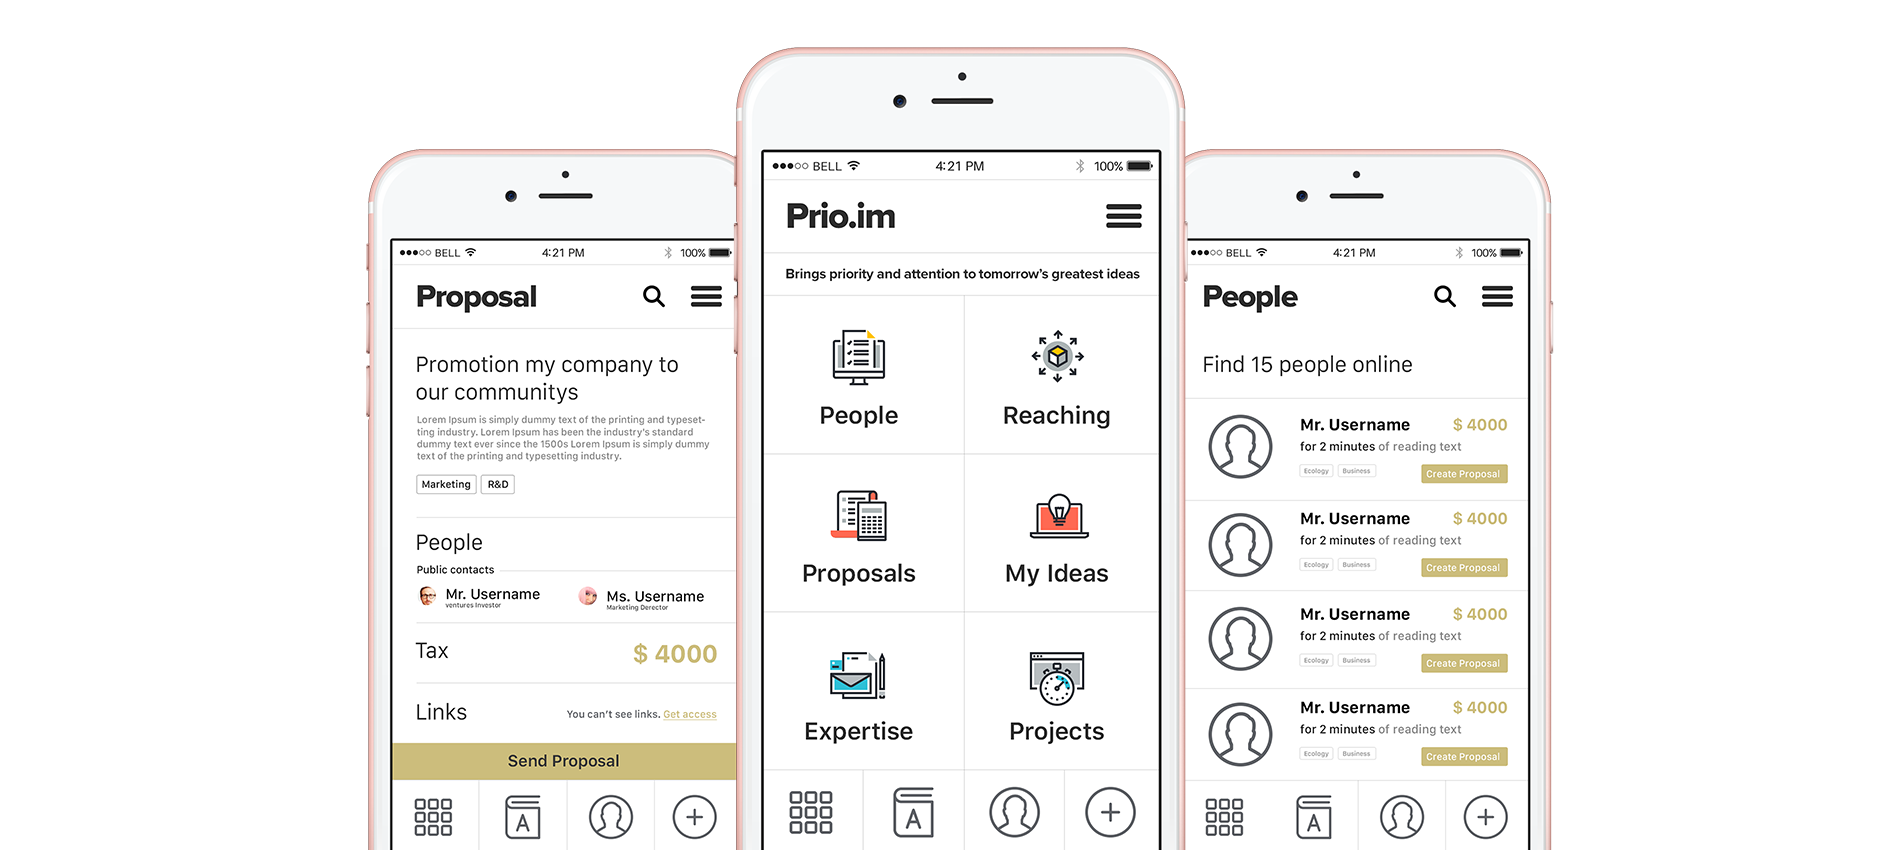 BELL 4:21 PM 100%
Proposal
Promotion my company to
our communitys
Lorem Ipsum is simply dummy text of the printing and typeset-
ting industry. Lorem Ipsum has been the industry's standard
dummy text ever since the 1500s Lorem Ipsum is simply dummy
text of the printing and typesetting industry.
Marketing R&D
People
Public contacts
Mr. Username Ms. Username
ventures Investor Marketing Derector
Tax $ 4000
Links You can't see links. Get access
Send Proposal
A
BELL 4:21 PM 100%
Prio.im
Brings priority and attention to tomorrow's greatest ideas
People Reaching
Proposals My Ideas
Expertise Projects
A
BELL 4:21 PM 100%
People
Find 15 people online
Mr. Username $ 4000
for 2 minutes of reading text
Ecology Business Create Proposal
Mr. Username $ 4000
for 2 minutes of reading text
Ecology Business Create Proposal
Mr. Username $ 4000
for 2 minutes of reading text
Ecology Business Create Proposal
Mr. Username $ 4000
for 2 minutes of reading text
Ecology Business Create Proposal
A